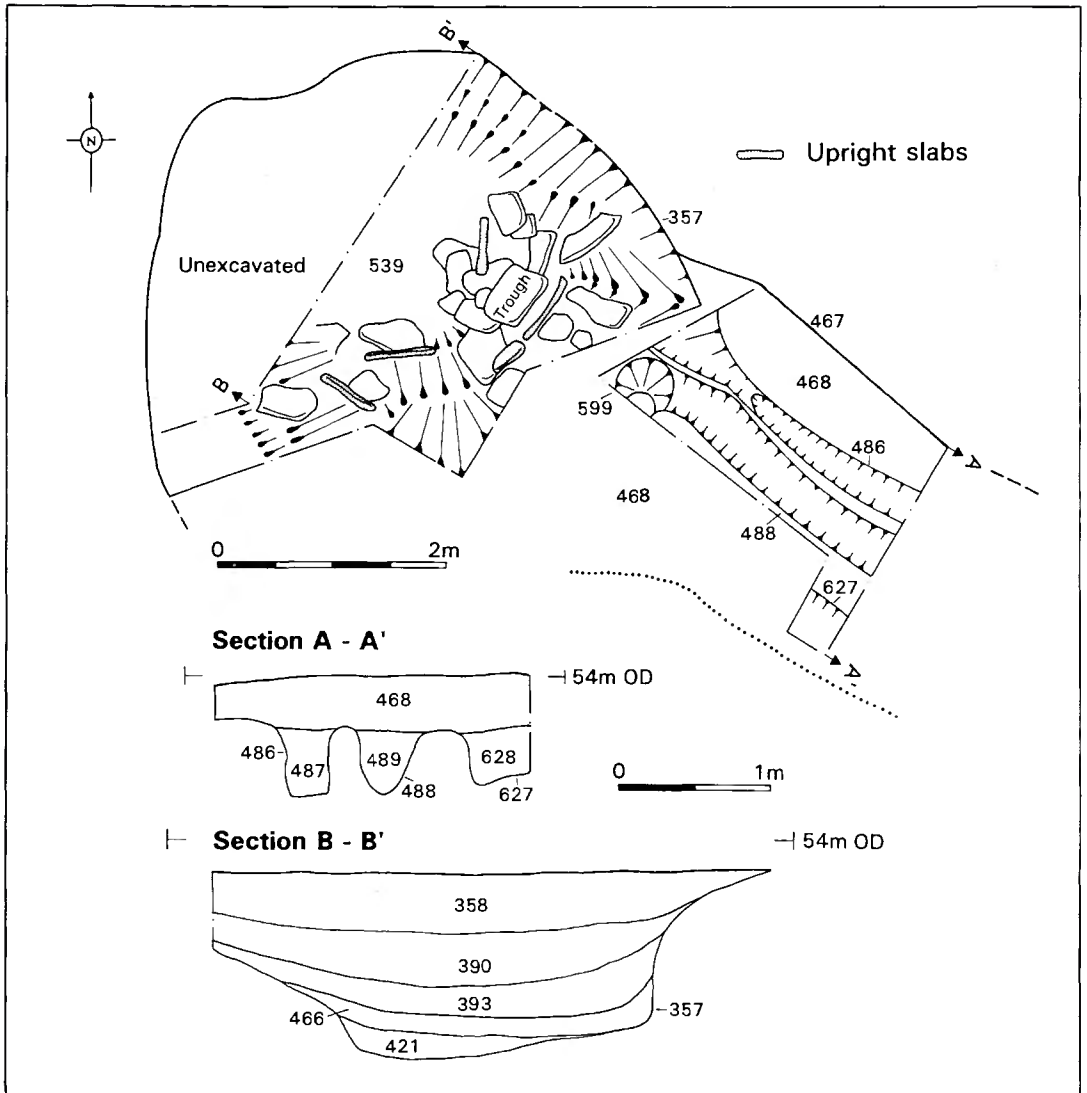 B'
N
Upright slabs
357
Unexcavated
539
Trough
467
468
B
599
486
A
468
488
0 2m
627
A'
Section A - A'
54m OD
468
486
487
489
488
628
627
0 1m
Section B - B'
54m OD
358
390
393
466
357
421